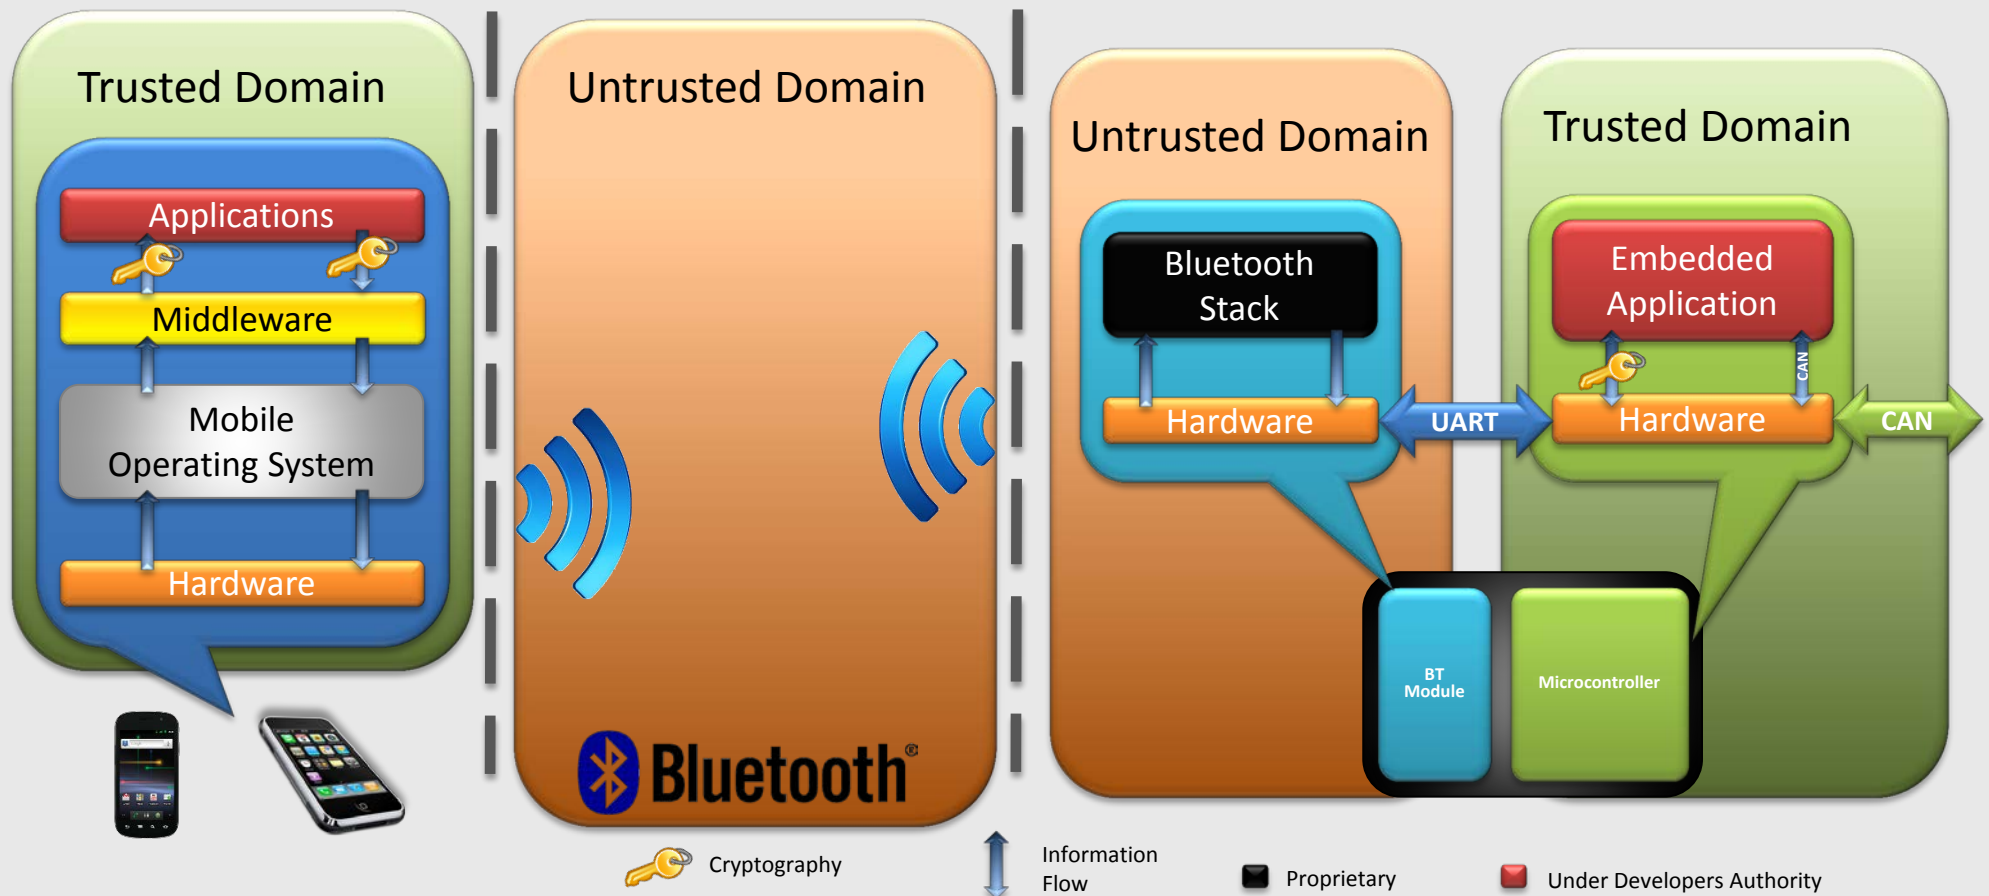 Trusted Domain
Applications
Middleware
Mobile
Operating System
Hardware
Untrusted Domain
Bluetooth®
Untrusted Domain
Bluetooth
Stack
Hardware
UART
Trusted Domain
Embedded
Application
CAN
Hardware
CAN
BT
Module
Microcontroller
Cryptography
Information
Flow
Proprietary
Under Developers Authority